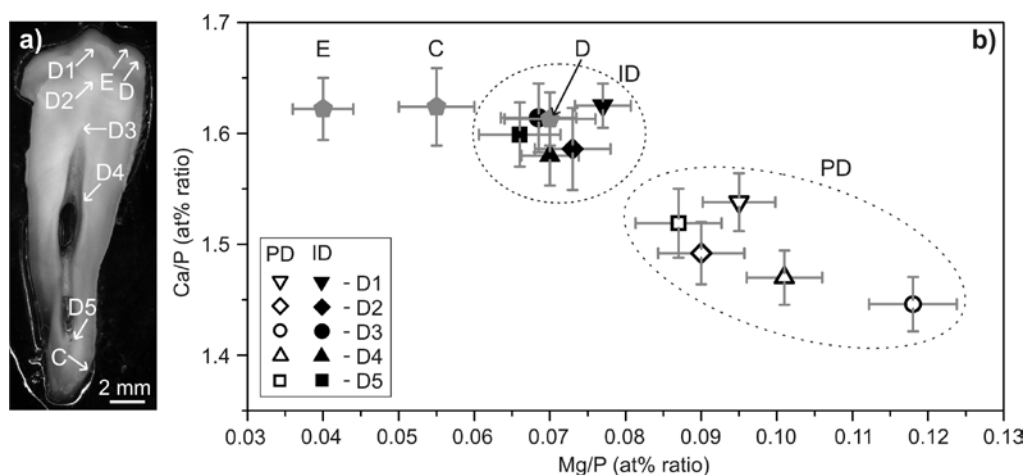 a)
D1
E
D
D2
D3
D4
D5
C
2 mm
b)
Ca/P (at% ratio)
1.7
1.6
1.5
1.4
E
C
D
ID
PD
PD ID
- D1
- D2
- D3
- D4
- D5
0.03 0.04 0.05 0.06 0.07 0.08 0.09 0.10 0.11 0.12 0.13
Mg/P (at% ratio)